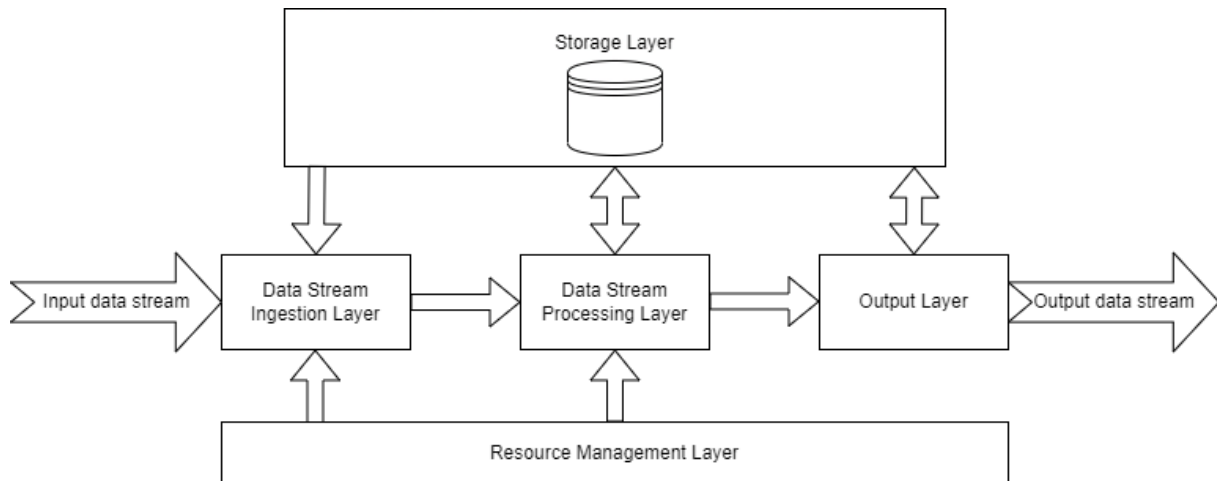 Storage Layer
Input data stream
Data Stream
Ingestion Layer
Data Stream
Processing Layer
Output Layer
Output data stream
Resource Management Layer